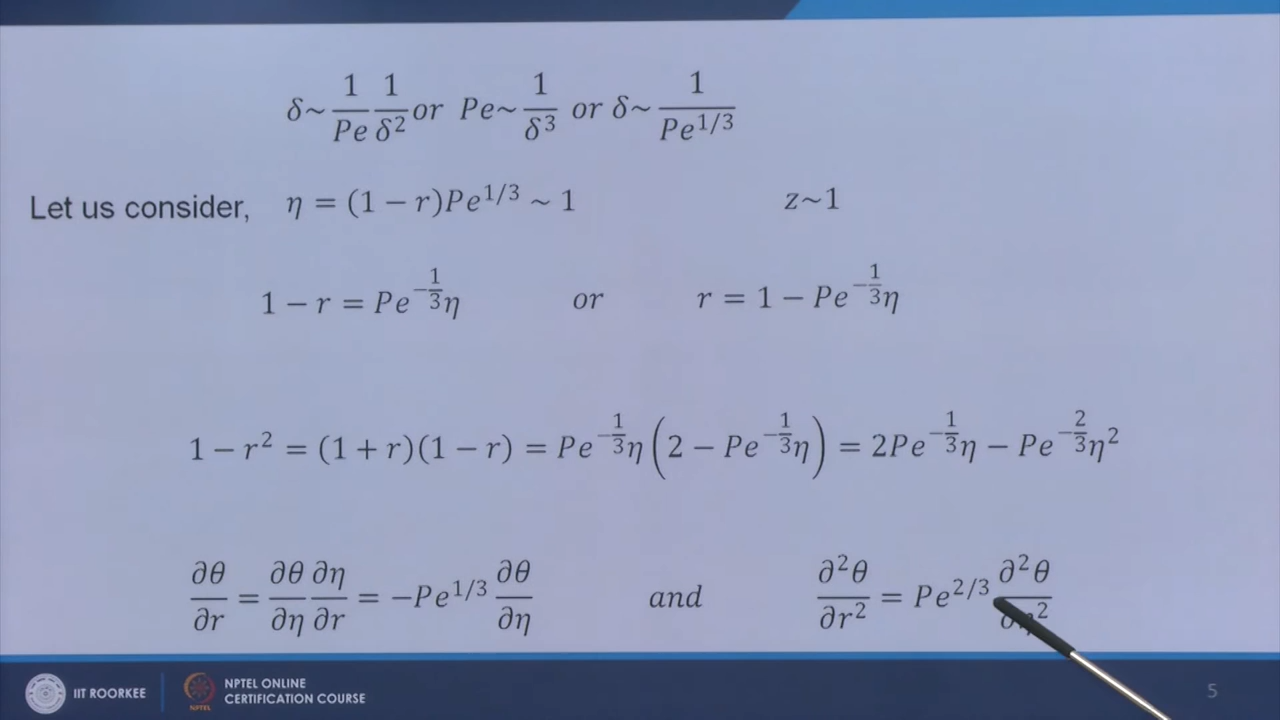 δ~ 1/Pe 1/δ² or Pe~ 1/δ³ or δ~ 1/Pe^{1/3}
Let us consider, η = (1 − r)Pe^{1/3} ~ 1 z~1
1 − r = Pe^{−1/3}η or r = 1 − Pe^{−1/3}η
1 − r² = (1 + r)(1 − r) = Pe^{−1/3}η(2 − Pe^{−1/3}η) = 2Pe^{−1/3}η − Pe^{−2/3}η²
∂θ/∂r = ∂θ/∂η ∂η/∂r = −Pe^{1/3} ∂θ/∂η and ∂²θ/∂r² = Pe^{2/3} ∂²θ/∂η²
IIT ROORKEE
NPTEL
NPTEL ONLINE
CERTIFICATION COURSE
5